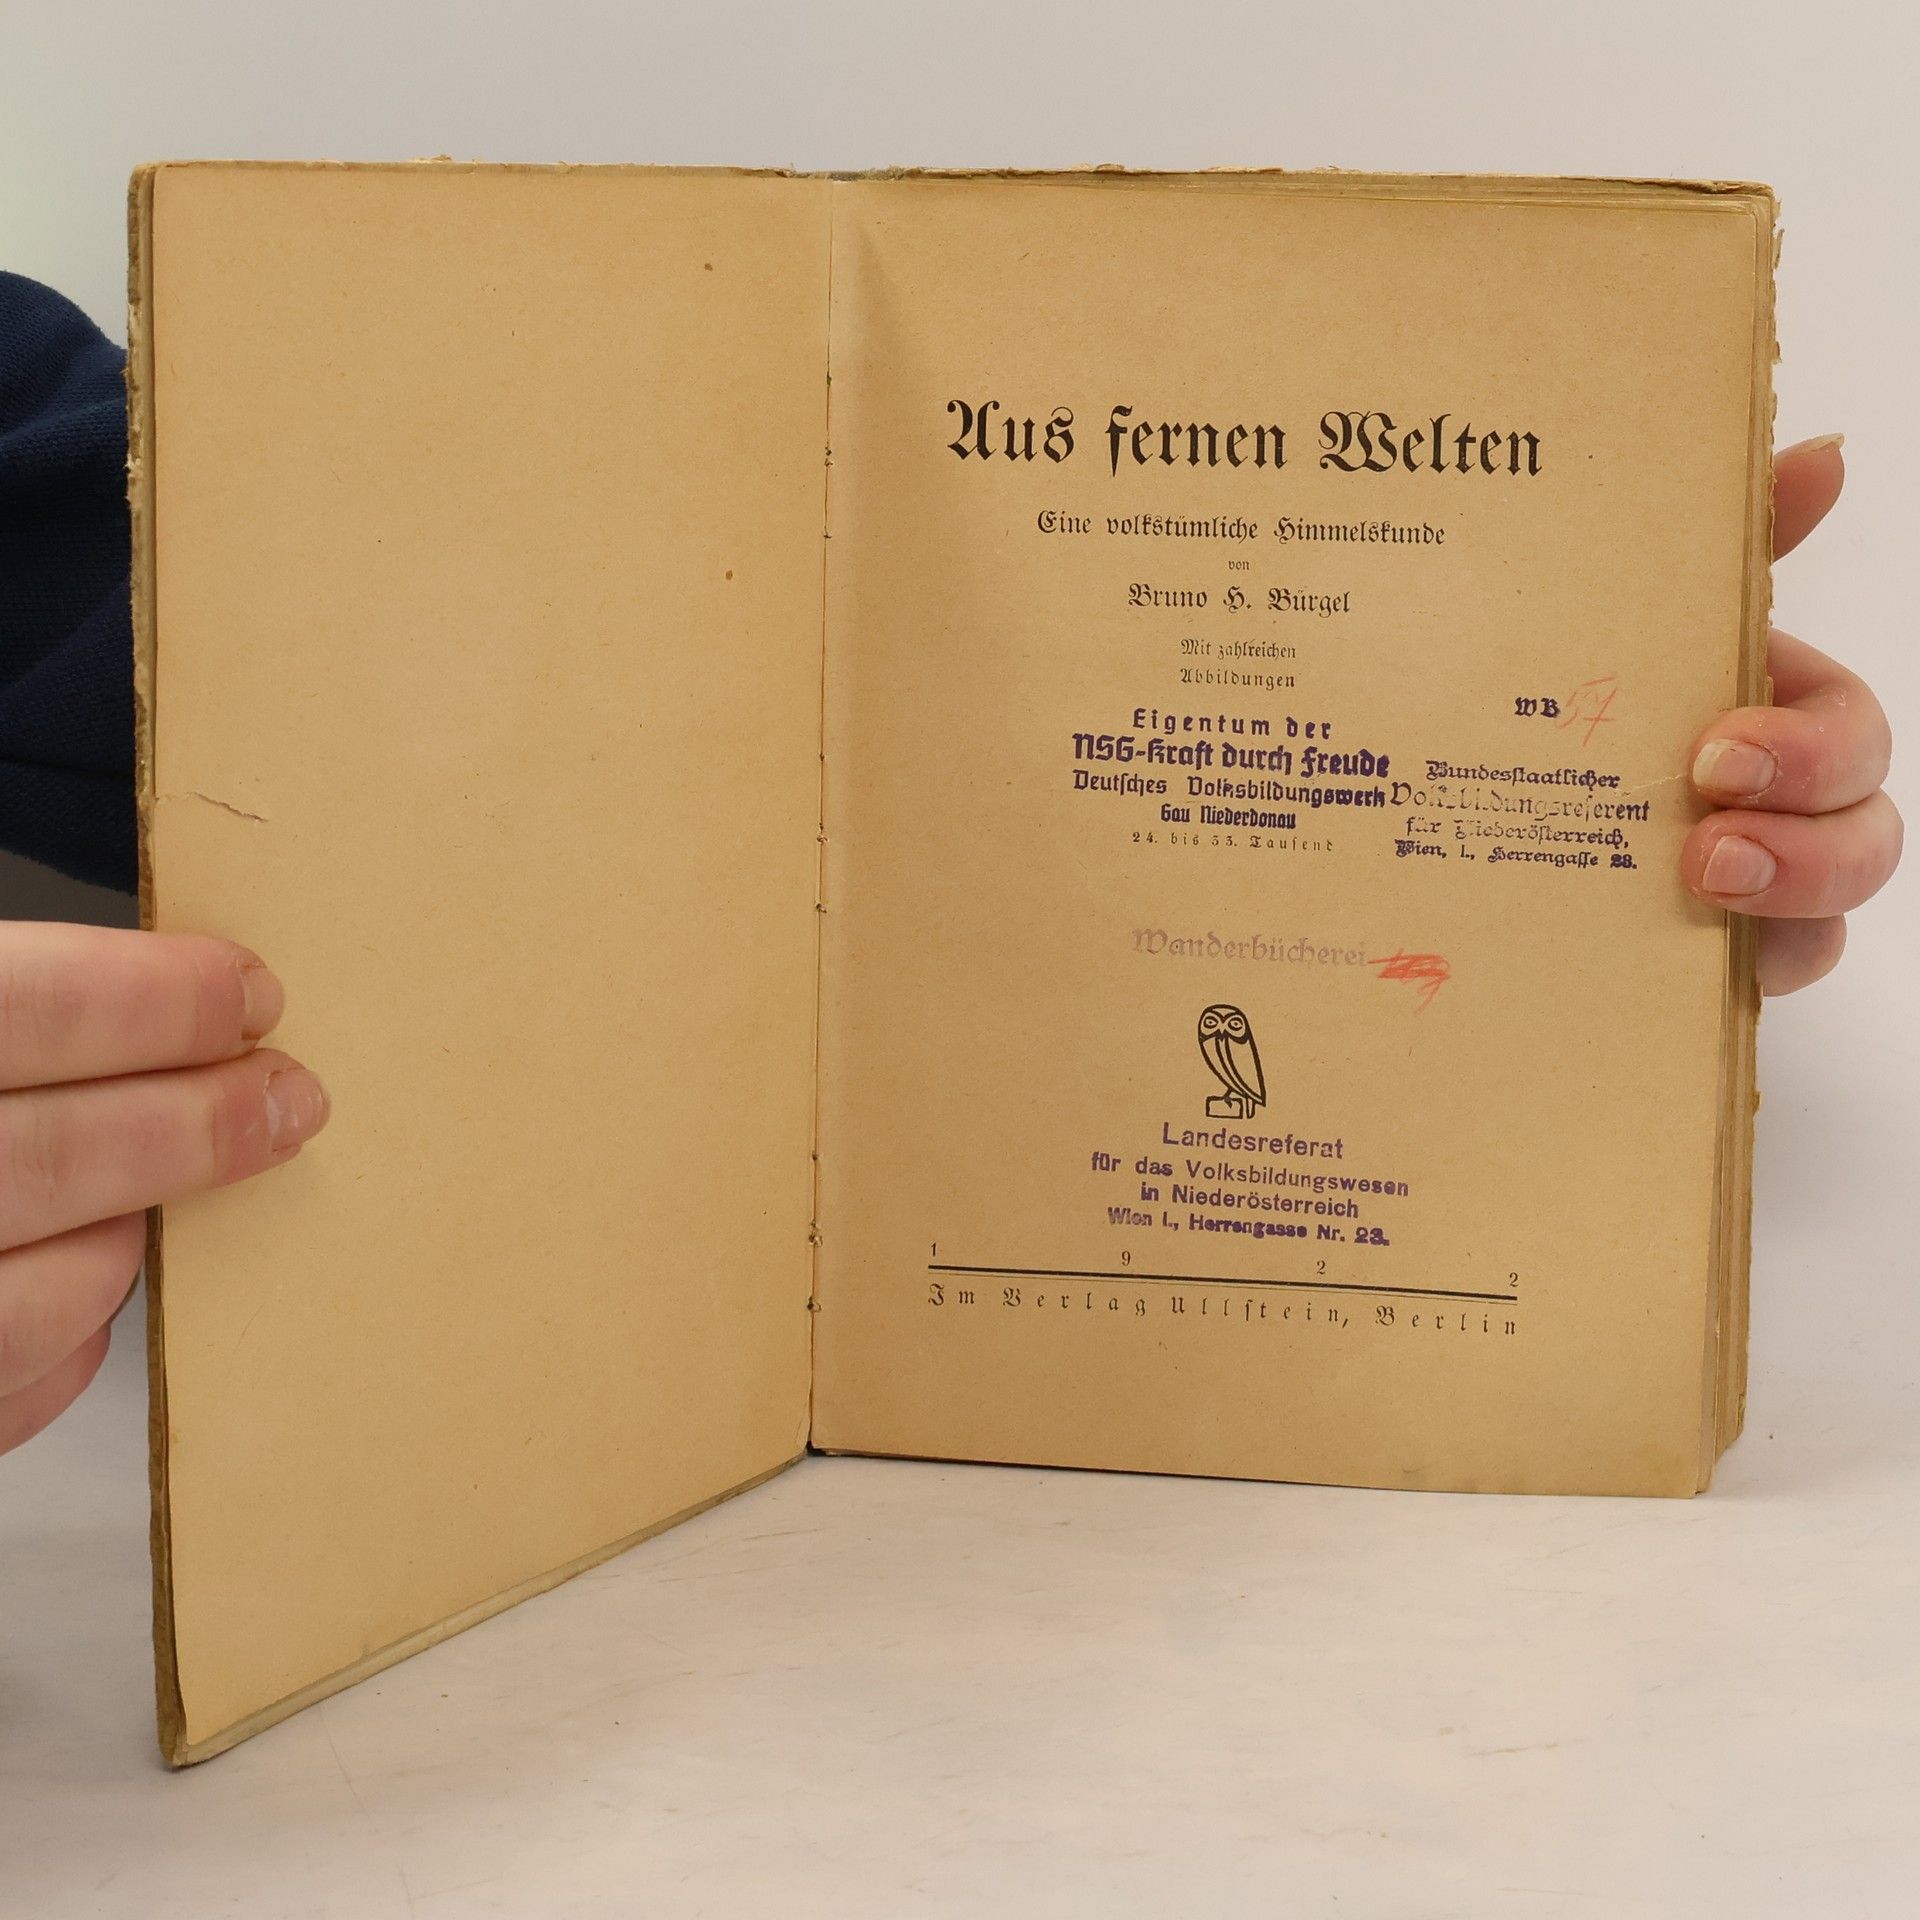 Aus fernen Welten
Eine volkstümliche Himmelskunde
von
Bruno H. Bürgel
Mit zahlreichen
Abbildungen
WB 57
Eigentum der
NSG-Kraft durch Freude
Deutsches Volksbildungswerk
Gau Niederdonau
24. bis 33. Tausend
Bundesstaatlicher
Volksbildungsreferent
für Niederösterreich,
Wien, I., Herrengasse 23.
Wanderbücherei
Landesreferat
für das Volksbildungswesen
in Niederösterreich
Wien I., Herrengasse Nr. 23.
1 9 2 2
Im Verlag Ullstein, Berlin